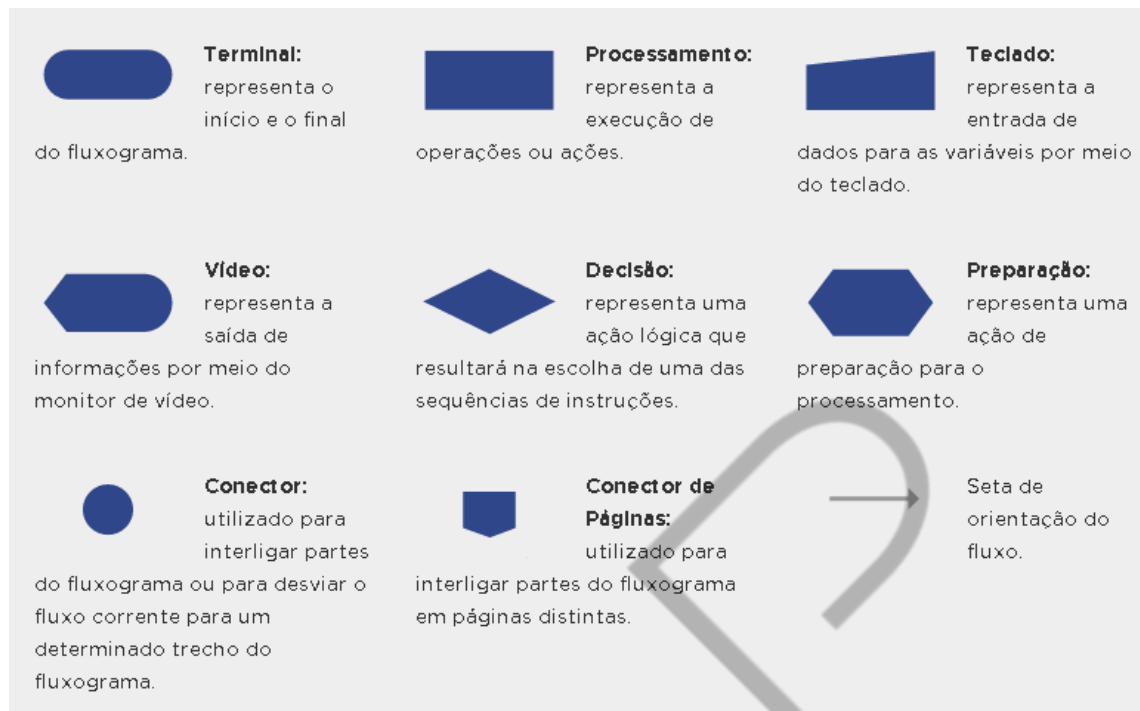 Terminal:
representa o
início e o final
do fluxograma.
Processamento:
representa a
execução de
operações ou ações.
Teclado:
representa a
entrada de
dados para as variáveis por meio
do teclado.
Vídeo:
representa a
saída de
informações por meio do
monitor de vídeo.
Decisão:
representa uma
ação lógica que
resultará na escolha de uma das
sequências de instruções.
Preparação:
representa uma
ação de
preparação para o
processamento.
Conector:
utilizado para
interligar partes
do fluxograma ou para desviar o
fluxo corrente para um
determinado trecho do
fluxograma.
Conector de
Páginas:
utilizado para
interligar partes do fluxograma
em páginas distintas.
Seta de
orientação do
fluxo.